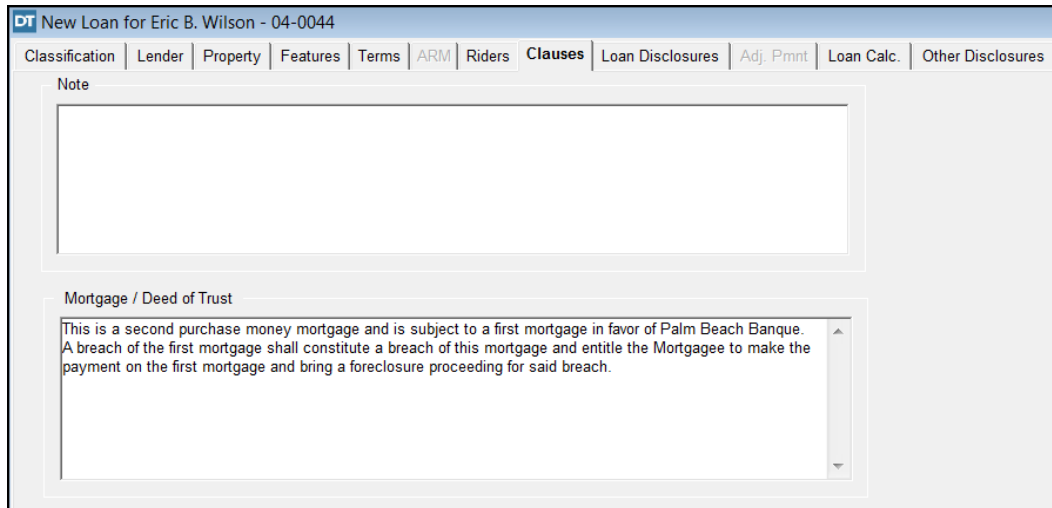 DT New Loan for Eric B. Wilson - 04-0044
Classification Lender Property Features Terms ARM Riders Clauses Loan Disclosures Adj. Pmnt Loan Calc. Other Disclosures
Note
Mortgage / Deed of Trust
This is a second purchase money mortgage and is subject to a first mortgage in favor of Palm Beach Banque.
A breach of the first mortgage shall constitute a breach of this mortgage and entitle the Mortgagee to make the
payment on the first mortgage and bring a foreclosure proceeding for said breach.